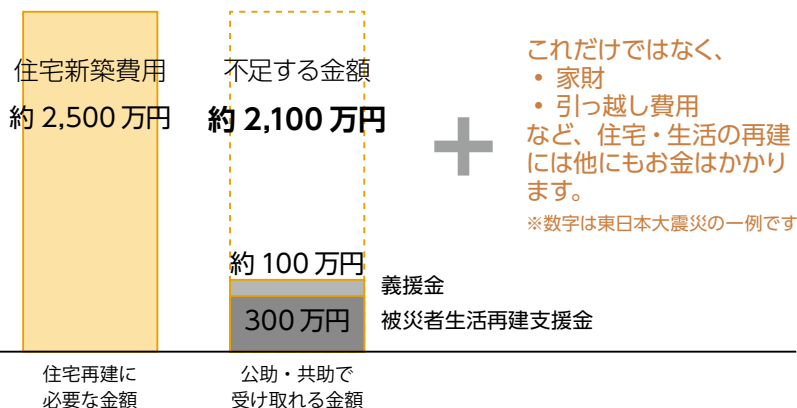 住宅新築費用
約 2,500 万円
不足する金額
約 2,100 万円
これだけではなく、
• 家財
• 引っ越し費用
など、住宅・生活の再建
には他にもお金はかかり
ます。
※数字は東日本大震災の一例です
約 100 万円
義援金
300 万円
被災者生活再建支援金
住宅再建に
必要な金額
公助・共助で
受け取れる金額